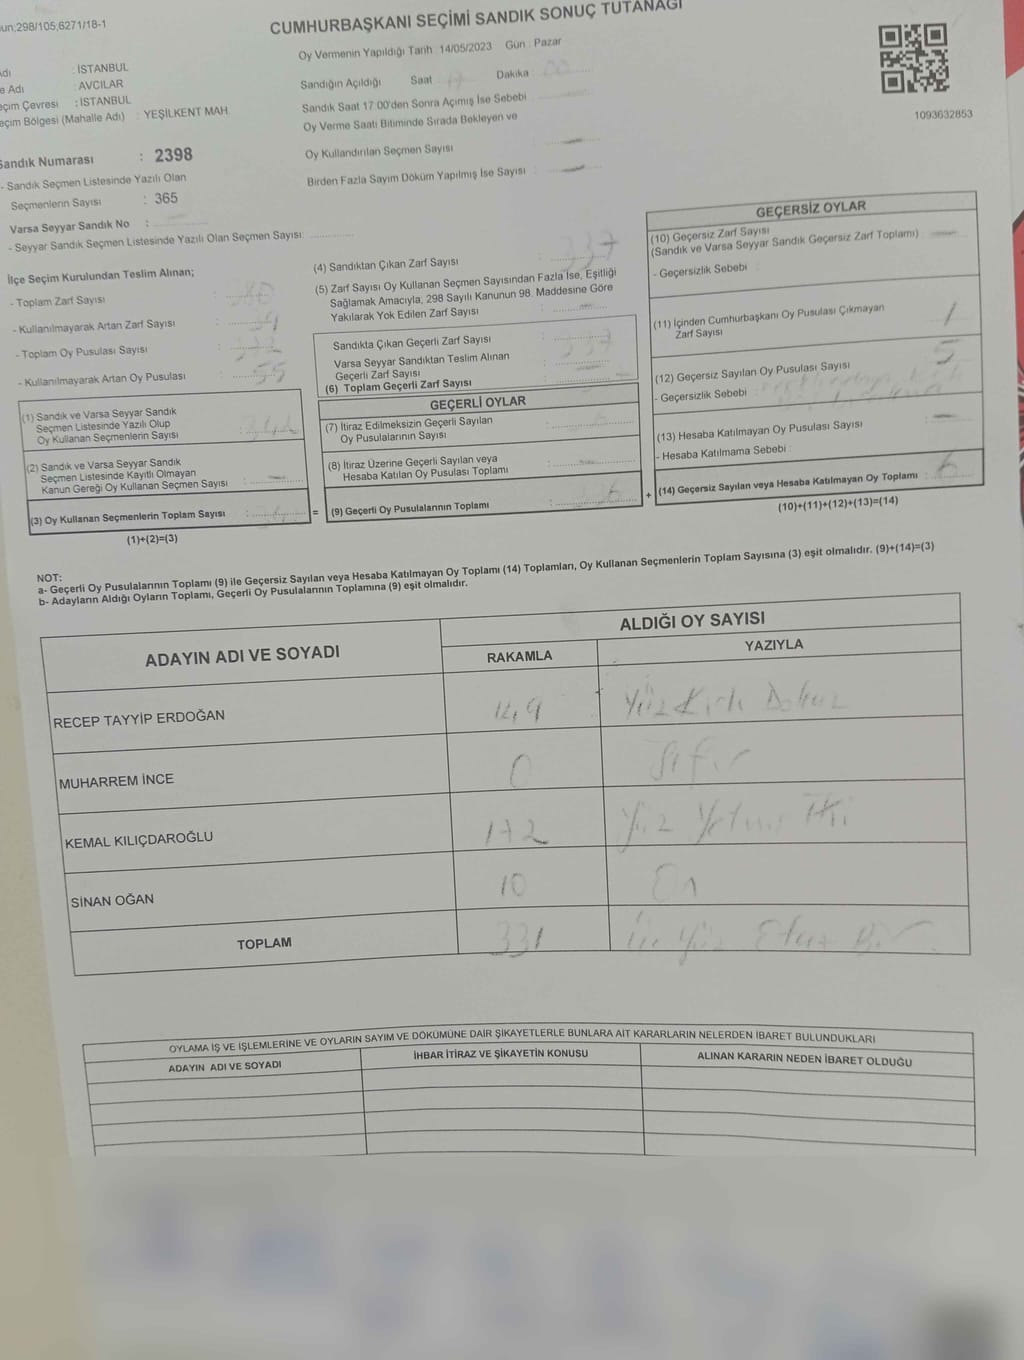 CUMHURBAŞKANI SEÇİMİ SANDIK SONUÇ TUTANAĞI
298/105,6271/18-1
Oy Vermenin Yapıldığı Tarih : 14/05/2023 Gün : Pazar
: İSTANBUL
Adı : AVCILAR
Çevresi : İSTANBUL
Bölgesi (Mahalle Adı) : YEŞİLKENT MAH.
Sandığın Açıldığı Saat : 17 Dakika : 00
Sandık Saat 17:00'den Sonra Açımış İse Sebebi :
Oy Verme Saati Bitiminde Sırada Bekleyen ve
Oy Kullandırılan Seçmen Sayısı : —
Birden Fazla Sayım Döküm Yapılmış İse Sayısı : —
1093632853
Sandık Numarası : 2398
- Sandık Seçmen Listesinde Yazılı Olan
Seçmenlerin Sayısı : 365
Varsa Seyyar Sandık No :
- Seyyar Sandık Seçmen Listesinde Yazılı Olan Seçmen Sayısı:
İlçe Seçim Kurulundan Teslim Alınan;
- Toplam Zarf Sayısı :
- Kullanılmayarak Artan Zarf Sayısı :
- Toplam Oy Pusulası Sayısı :
- Kullanılmayarak Artan Oy Pusulası : 55
(1) Sandık ve Varsa Seyyar Sandık
Seçmen Listesinde Yazılı Olup
Oy Kullanan Seçmenlerin Sayısı :
(2) Sandık ve Varsa Seyyar Sandık
Seçmen Listesinde Kayıtlı Olmayan
Kanun Gereği Oy Kullanan Seçmen Sayısı : —
(3) Oy Kullanan Seçmenlerin Toplam Sayısı :
(1)+(2)=(3)
=
(4) Sandıktan Çıkan Zarf Sayısı : 337
(5) Zarf Sayısı Oy Kullanan Seçmen Sayısından Fazla İse, Eşitliği
Sağlamak Amacıyla, 298 Sayılı Kanunun 98. Maddesine Göre
Yakılarak Yok Edilen Zarf Sayısı : —
Sandıkta Çıkan Geçerli Zarf Sayısı : 337
Varsa Seyyar Sandıktan Teslim Alınan
Geçerli Zarf Sayısı : —
(6) Toplam Geçerli Zarf Sayısı :
GEÇERLİ OYLAR
(7) İtiraz Edilmeksizin Geçerli Sayılan
Oy Pusulalarının Sayısı :
(8) İtiraz Üzerine Geçerli Sayılan veya
Hesaba Katılan Oy Pusulası Toplamı : —
(9) Geçerli Oy Pusulalarının Toplamı :
+
GEÇERSİZ OYLAR
(10) Geçersiz Zarf Sayısı
(Sandık ve Varsa Seyyar Sandık Geçersiz Zarf Toplamı) : —
- Geçersizlik Sebebi :
(11) İçinden Cumhurbaşkanı Oy Pusulası Çıkmayan
Zarf Sayısı : 1
(12) Geçersiz Sayılan Oy Pusulası Sayısı : 5
- Geçersizlik Sebebi :
(13) Hesaba Katılmayan Oy Pusulası Sayısı : —
- Hesaba Katılmama Sebebi :
(14) Geçersiz Sayılan veya Hesaba Katılmayan Oy Toplamı : 6
(10)+(11)+(12)+(13)=(14)
NOT:
a- Geçerli Oy Pusulalarının Toplamı (9) ile Geçersiz Sayılan veya Hesaba Katılmayan Oy Toplamı (14) Toplamları, Oy Kullanan Seçmenlerin Toplam Sayısına (3) eşit olmalıdır. (9)+(14)=(3)
b- Adayların Aldığı Oyların Toplamı, Geçerli Oy Pusulalarının Toplamına (9) eşit olmalıdır.
ADAYIN ADI VE SOYADI ALDIĞI OY SAYISI
RAKAMLA YAZIYLA
RECEP TAYYİP ERDOĞAN 149 Yüz Kırk Dokuz
MUHARREM İNCE 0 Sıfır
KEMAL KILIÇDAROĞLU 172 Yüz Yetmiş İki
SİNAN OĞAN 10 On
TOPLAM 331 Üç Yüz Otuz Bir
OYLAMA İŞ VE İŞLEMLERİNE VE OYLARIN SAYIM VE DÖKÜMÜNE DAİR ŞİKAYETLERLE BUNLARA AİT KARARLARIN NELERDEN İBARET BULUNDUKLARI
ADAYIN ADI VE SOYADI İHBAR İTİRAZ VE ŞİKAYETİN KONUSU ALINAN KARARIN NEDEN İBARET OLDUĞU